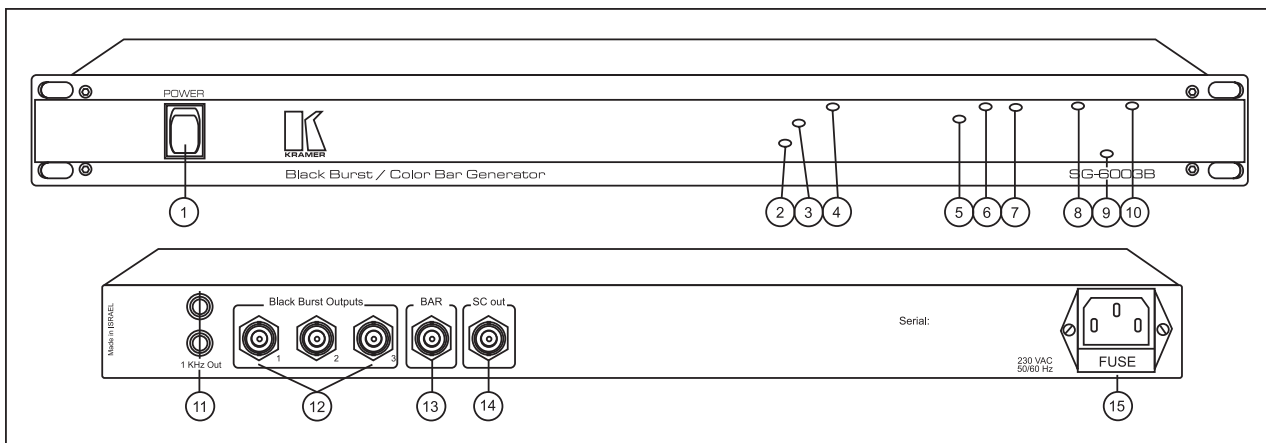 POWER
KRAMER
Black Burst / Color Bar Generator
SG-6003B
1
2
3
4
5
6
7
8
9
10
Made in ISRAEL
1 KHz Out
Black Burst Outputs
1
2
3
BAR
SC out
Serial:
230 VAC
50/60 Hz
FUSE
11
12
13
14
15